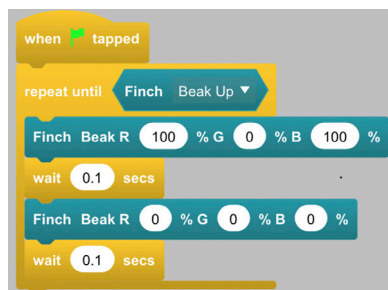 when tapped
repeat until Finch Beak Up
Finch Beak R 100 % G 0 % B 100 %
wait 0.1 secs
Finch Beak R 0 % G 0 % B 0 %
wait 0.1 secs